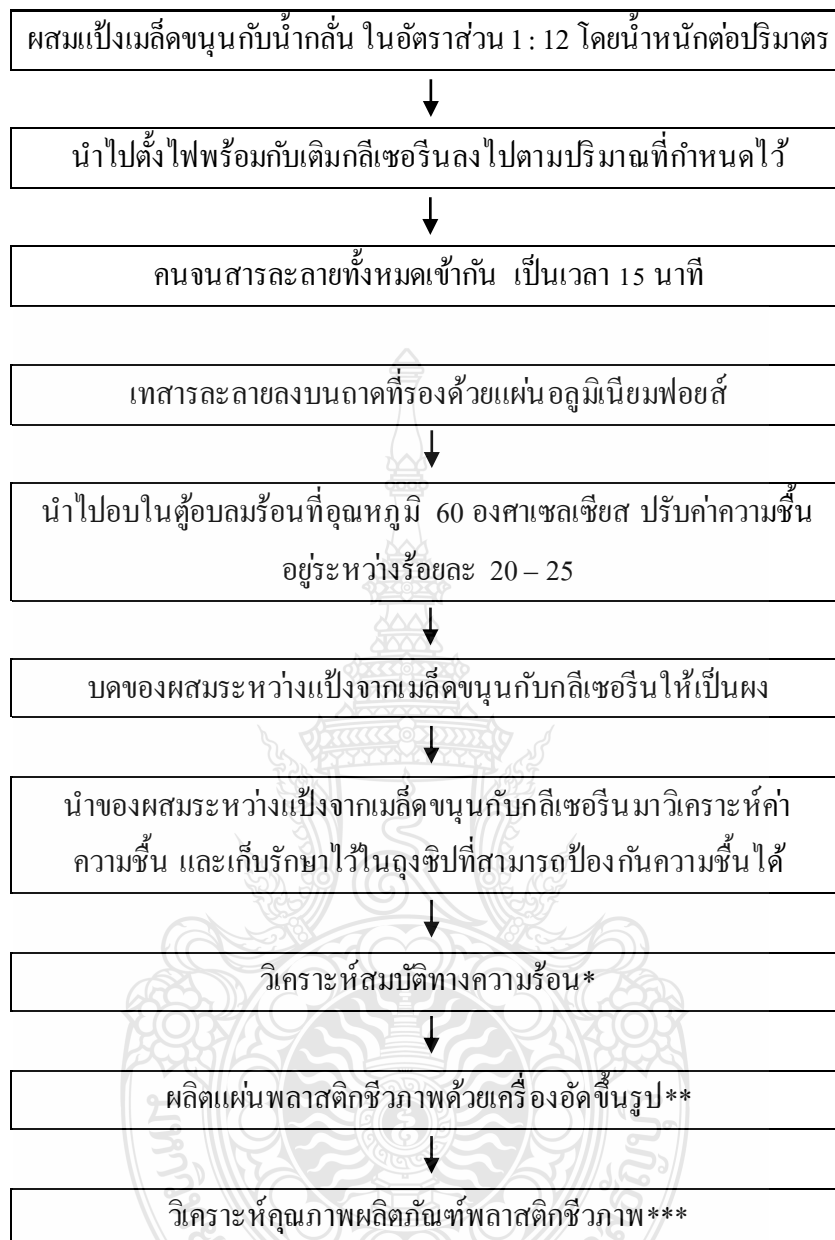 ผสมแป้งเมล็ดขนุนกับน้ำกลั่น ในอัตราส่วน 1 : 12 โดยน้ำหนักต่อปริมาตร
นำไปตั้งไฟพร้อมกับเติมกลีเซอรีนลงไปตามปริมาณที่กำหนดไว้
คนจนสารละลายทั้งหมดเข้ากัน เป็นเวลา 15 นาที
เทสารละลายลงบนถาดที่รองด้วยแผ่นอลูมิเนียมฟอยส์
นำไปอบในตู้อบลมร้อนที่อุณหภูมิ 60 องศาเซลเซียส ปรับค่าความชื้น
อยู่ระหว่างร้อยละ 20 – 25
บดของผสมระหว่างแป้งจากเมล็ดขนุนกับกลีเซอรีนให้เป็นผง
นำของผสมระหว่างแป้งจากเมล็ดขนุนกับกลีเซอรีนมาวิเคราะห์ค่า
ความชื้น และเก็บรักษาไว้ในถุงซิปที่สามารถป้องกันความชื้นได้
วิเคราะห์สมบัติทางความร้อน*
ผลิตแผ่นพลาสติกชีวภาพด้วยเครื่องอัดขึ้นรูป**
วิเคราะห์คุณภาพผลิตภัณฑ์พลาสติกชีวภาพ***